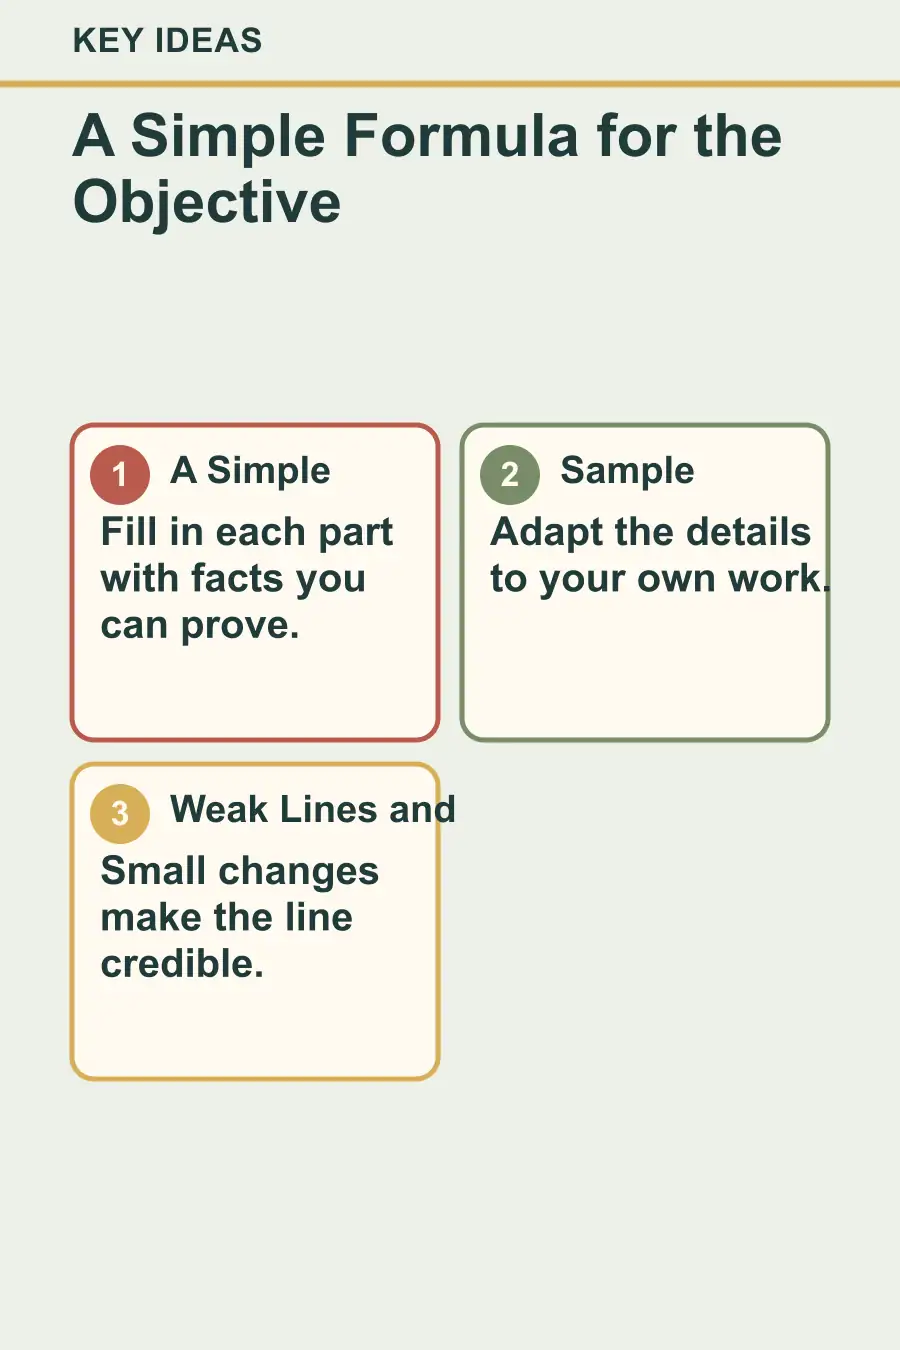 KEY IDEAS
A Simple Formula for the
Objective
1 A Simple
Fill in each part
with facts you
can prove.
2 Sample
Adapt the details
to your own work.
3 Weak Lines and
Small changes
make the line
credible.